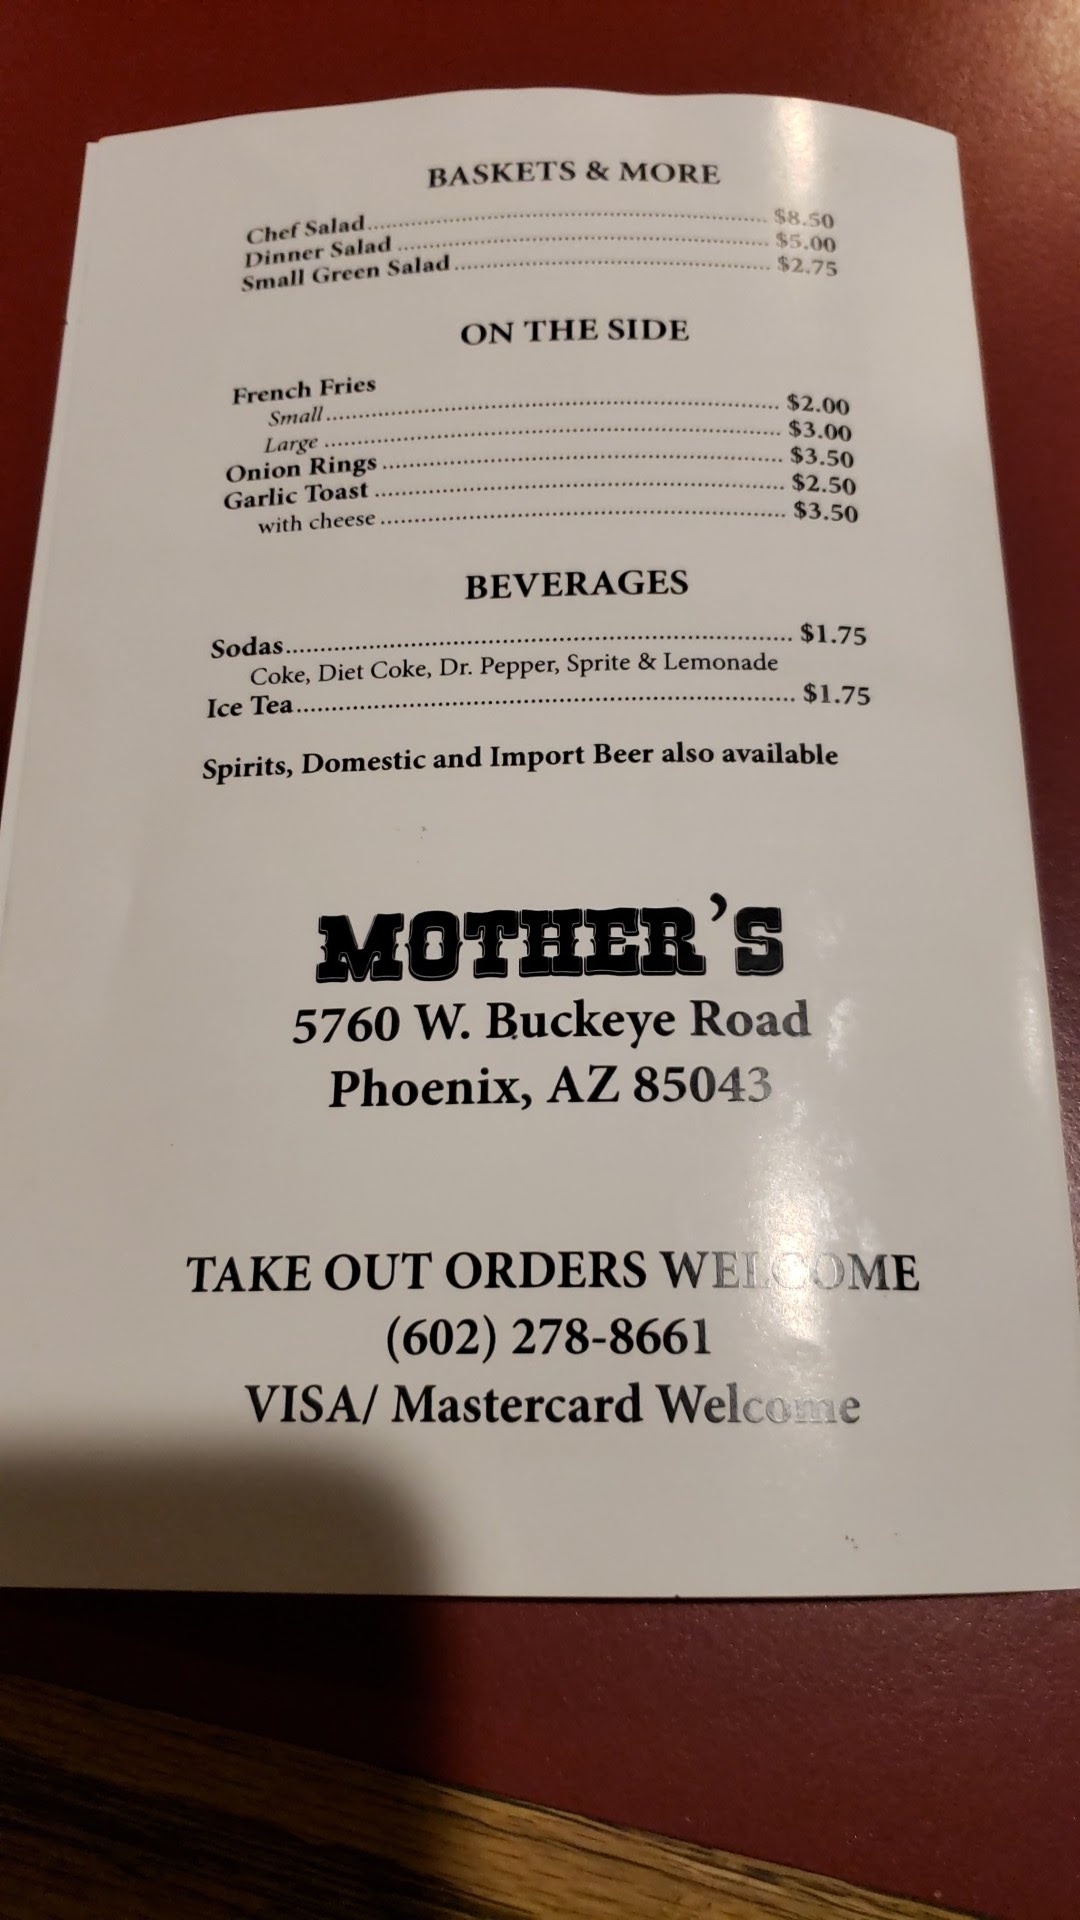 BASKETS & MORE
Chef Salad ........ $8.50
Dinner Salad ........ $5.00
Small Green Salad ........ $2.75
ON THE SIDE
French Fries
Small ........ $2.00
Large ........ $3.00
Onion Rings ........ $3.50
Garlic Toast ........ $2.50
with cheese ........ $3.50
BEVERAGES
Sodas ........ $1.75
Coke, Diet Coke, Dr. Pepper, Sprite & Lemonade
Ice Tea ........ $1.75
Spirits, Domestic and Import Beer also available
MOTHER'S
5760 W. Buckeye Road
Phoenix, AZ 85043
TAKE OUT ORDERS WELCOME
(602) 278-8661
VISA/ Mastercard Welcome